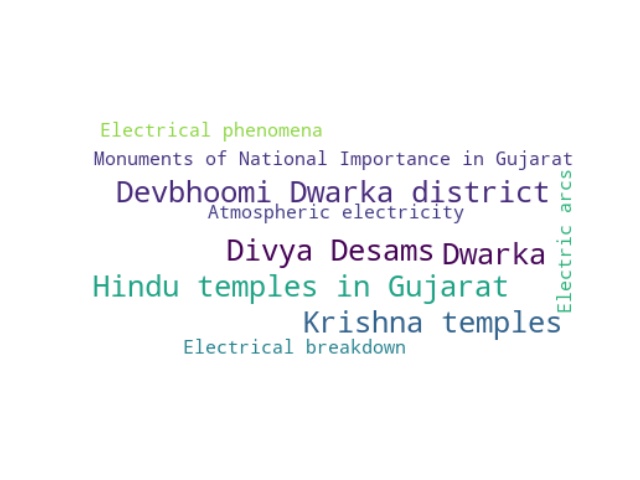 Electrical phenomena
Monuments of National Importance in Gujarat
Devbhoomi Dwarka district
Atmospheric electricity
Electric arcs
Divya Desams
Dwarka
Hindu temples in Gujarat
Krishna temples
Electrical breakdown